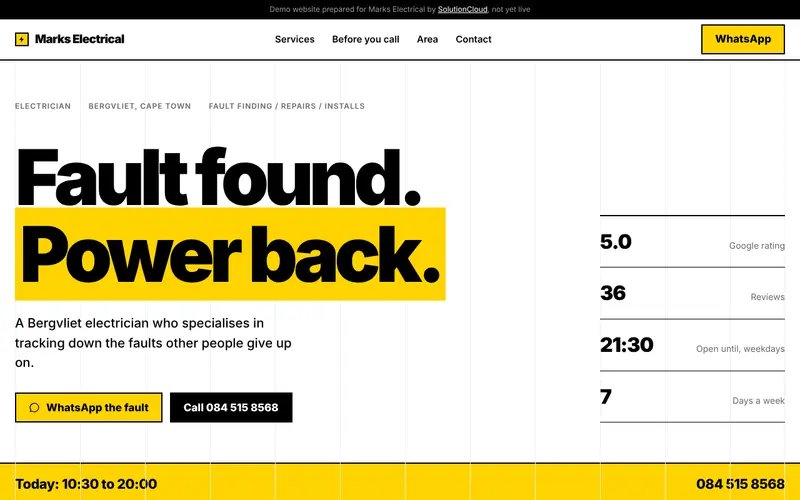 Demo website prepared for Marks Electrical by SolutionCloud, not yet live
Marks Electrical
Services
Before you call
Area
Contact
WhatsApp
ELECTRICIAN
BERGVLIET, CAPE TOWN
FAULT FINDING / REPAIRS / INSTALLS
Fault found.
Power back.
A Bergvliet electrician who specialises in
tracking down the faults other people give up
on.
WhatsApp the fault
Call 084 515 8568
5.0
Google rating
36
Reviews
21:30
Open until, weekdays
7
Days a week
Today: 10:30 to 20:00
084 515 8568